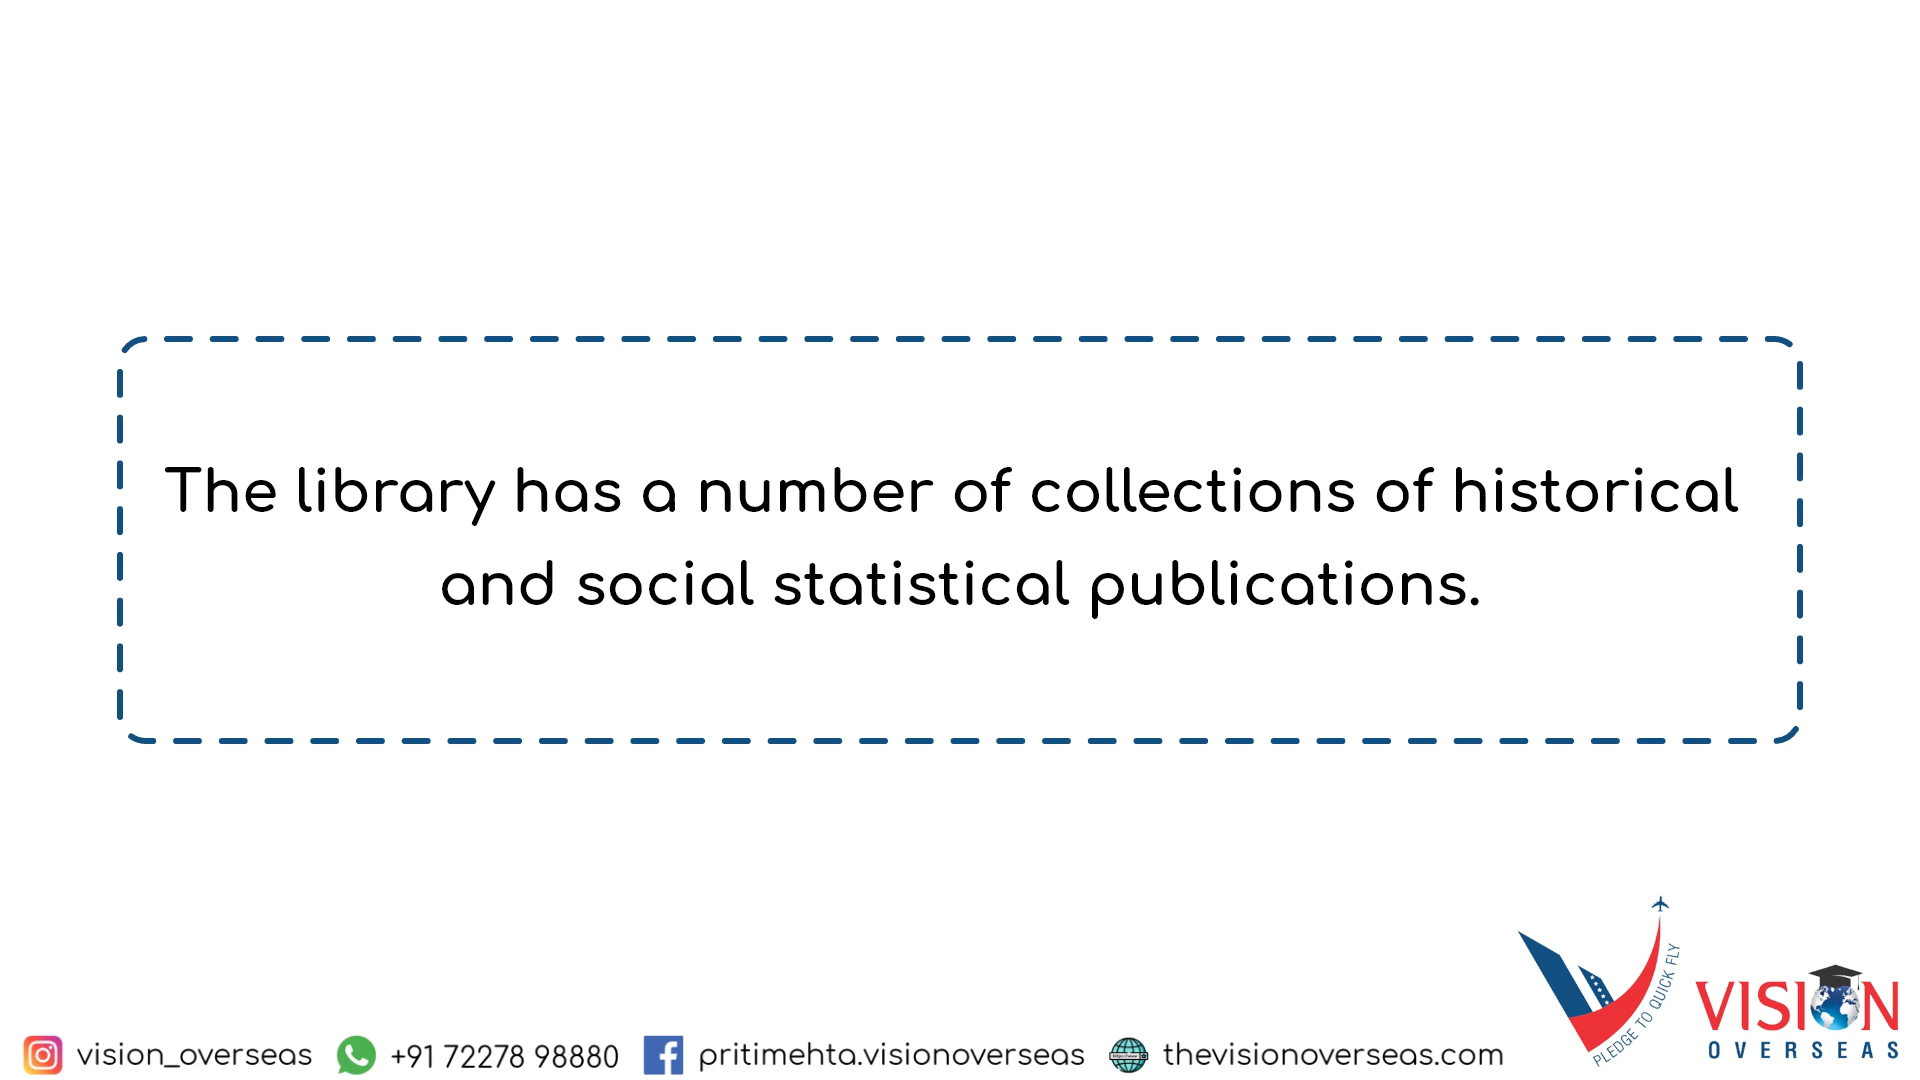 The library has a number of collections of historical
and social statistical publications.
PLEDGE TO QUICK FLY
VISION
OVERSEAS
vision_overseas
+91 72278 98880
pritimehta.visionoverseas
thevisionoverseas.com